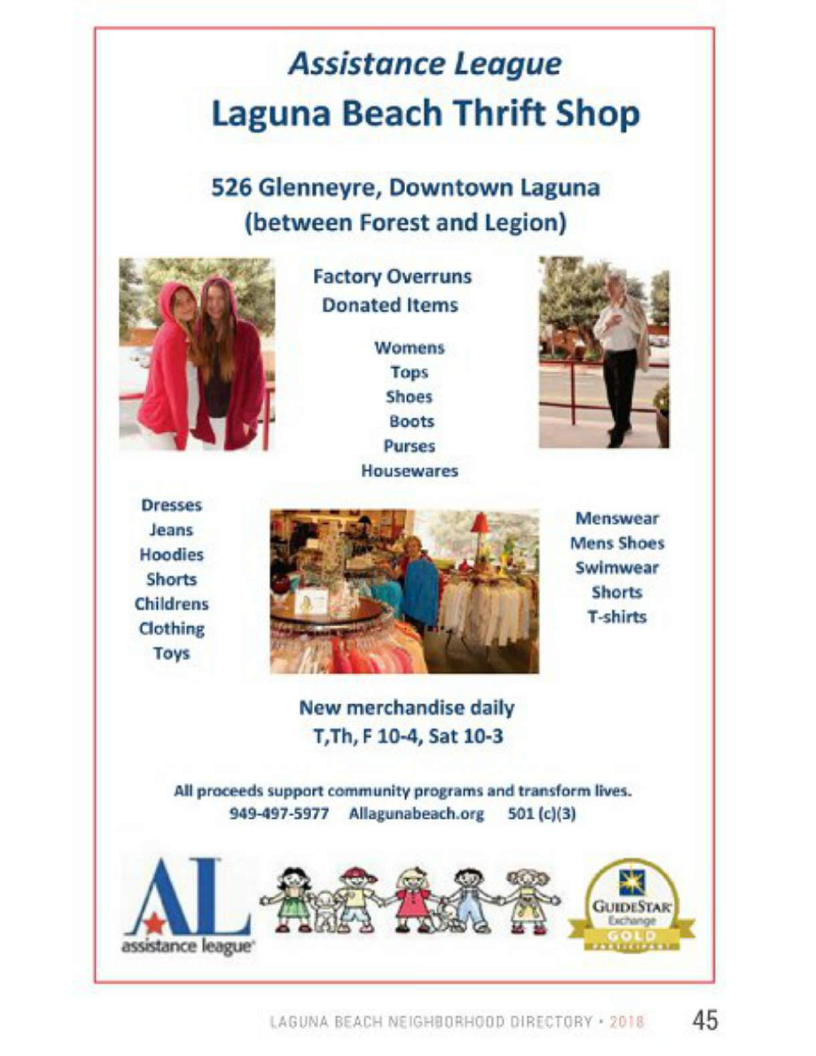 Assistance League
Laguna Beach Thrift Shop
526 Glenneyre, Downtown Laguna
(between Forest and Legion)
Factory Overruns
Donated Items
Womens
Tops
Shoes
Boots
Purses
Housewares
Dresses
Jeans
Hoodies
Shorts
Childrens
Clothing
Toys
Menswear
Mens Shoes
Swimwear
Shorts
T-shirts
New merchandise daily
T,Th, F 10-4, Sat 10-3
All proceeds support community programs and transform lives.
949-497-5977 Allagunabeach.org 501 (c)(3)
AL
assistance league
GUIDESTAR
Exchange
GOLD
PARTICIPANT
LAGUNA BEACH NEIGHBORHOOD DIRECTORY • 2018 45